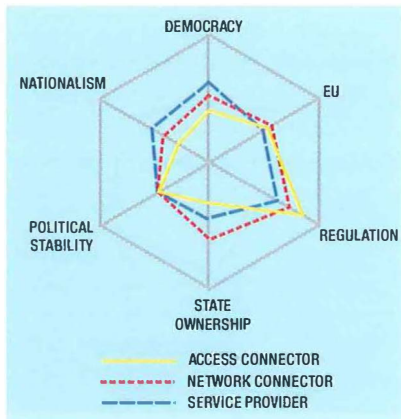 DEMOCRACY
NATIONALISM
EU
POLITICAL
STABILITY
REGULATION
STATE
OWNERSHIP
ACCESS CONNECTOR
NETWORK CONNECTOR
SERVICE PROVIDER